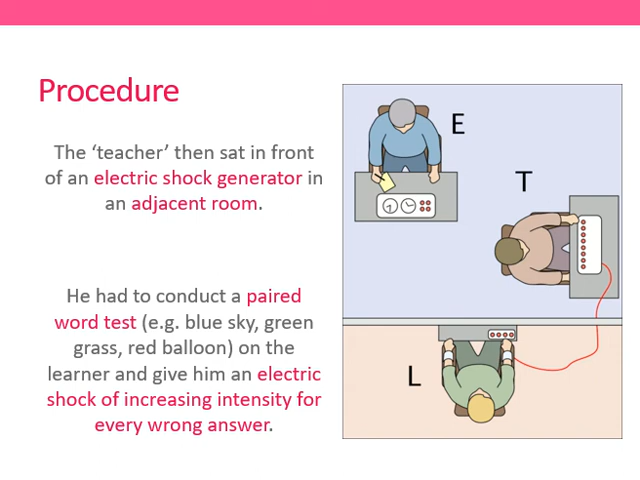 Procedure
The ‘teacher’ then sat in front
of an electric shock generator in
an adjacent room.
He had to conduct a paired
word test (e.g. blue sky, green
grass, red balloon) on the
learner and give him an electric
shock of increasing intensity for
every wrong answer.
E
T
L